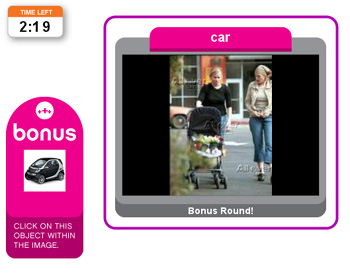 TIME LEFT
2:19
car
bonus
CLICK ON THIS
OBJECT WITHIN
THE IMAGE.
Bonus Round!